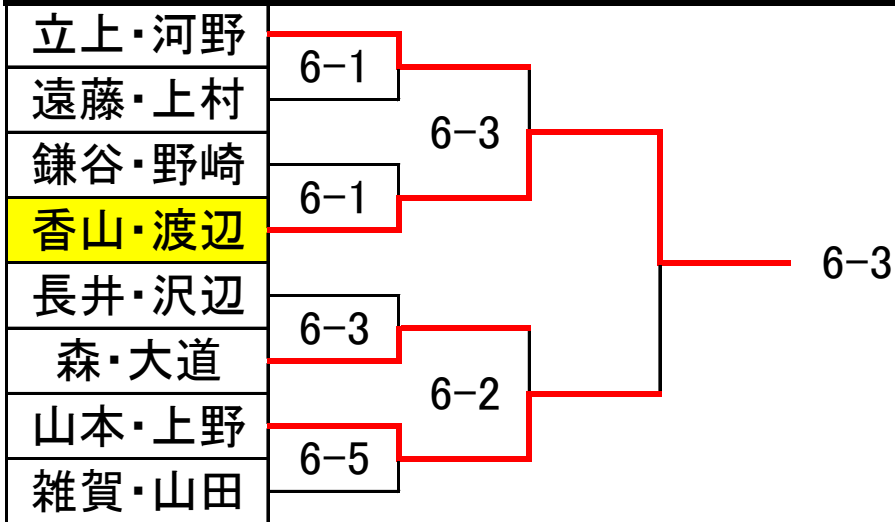 立上・河野
6-1
遠藤・上村
6-3
鎌谷・野崎
6-1
香山・渡辺
6-3
長井・沢辺
6-3
森・大道
6-2
山本・上野
6-5
雑賀・山田